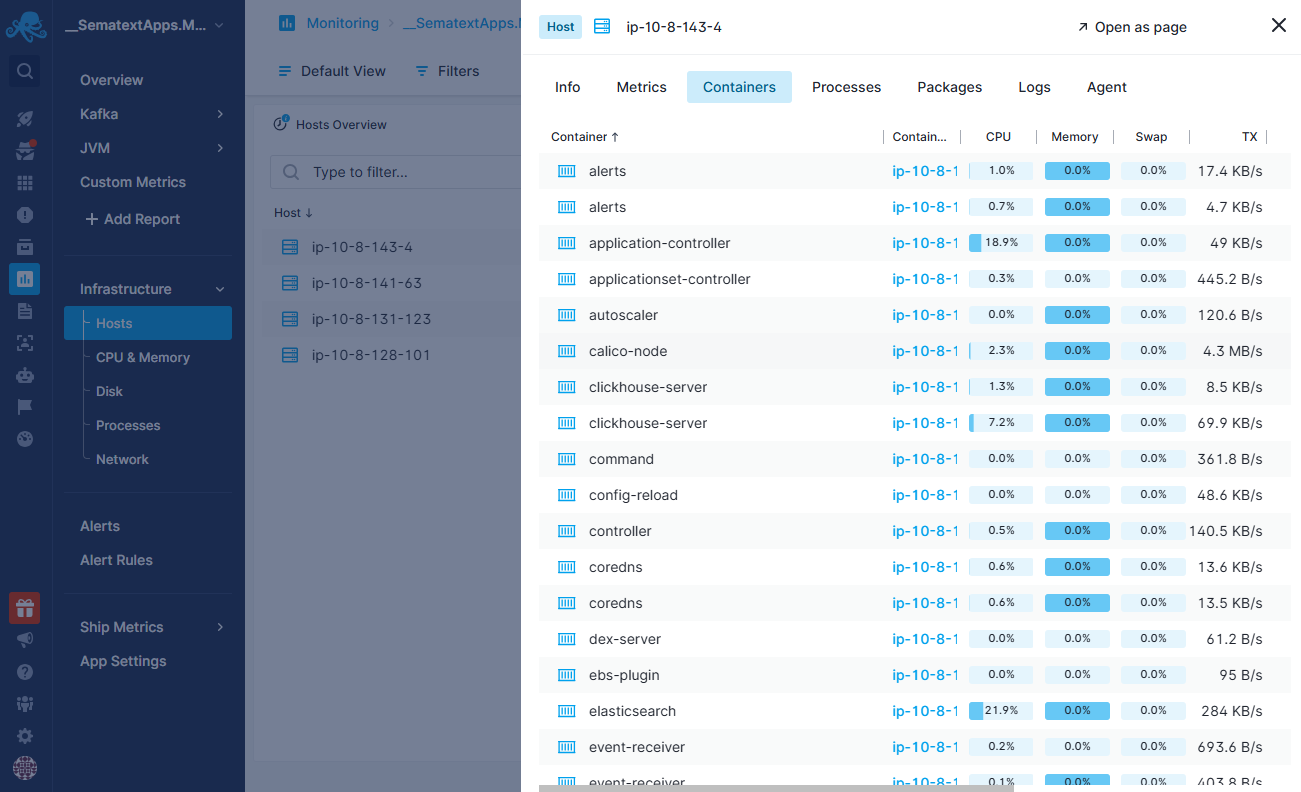 __SematextApps.M...
Overview
Kafka
JVM
Custom Metrics
+ Add Report
Infrastructure
Hosts
CPU & Memory
Disk
Processes
Network
Alerts
Alert Rules
Ship Metrics
App Settings
Monitoring > __SematextApps.M
Default View Filters
Hosts Overview
Type to filter...
Host ↓
ip-10-8-143-4
ip-10-8-141-63
ip-10-8-131-123
ip-10-8-128-101
Host ip-10-8-143-4 Open as page
Info Metrics Containers Processes Packages Logs Agent
Container ↑ Contain... CPU Memory Swap TX
alerts ip-10-8-1 1.0% 0.0% 0.0% 17.4 KB/s
alerts ip-10-8-1 0.7% 0.0% 0.0% 4.7 KB/s
application-controller ip-10-8-1 18.9% 0.0% 0.0% 49 KB/s
applicationset-controller ip-10-8-1 0.3% 0.0% 0.0% 445.2 B/s
autoscaler ip-10-8-1 0.0% 0.0% 0.0% 120.6 B/s
calico-node ip-10-8-1 2.3% 0.0% 0.0% 4.3 MB/s
clickhouse-server ip-10-8-1 1.3% 0.0% 0.0% 8.5 KB/s
clickhouse-server ip-10-8-1 7.2% 0.0% 0.0% 69.9 KB/s
command ip-10-8-1 0.0% 0.0% 0.0% 361.8 B/s
config-reload ip-10-8-1 0.0% 0.0% 0.0% 48.6 KB/s
controller ip-10-8-1 0.5% 0.0% 0.0% 140.5 KB/s
coredns ip-10-8-1 0.6% 0.0% 0.0% 13.6 KB/s
coredns ip-10-8-1 0.6% 0.0% 0.0% 13.5 KB/s
dex-server ip-10-8-1 0.0% 0.0% 0.0% 61.2 B/s
ebs-plugin ip-10-8-1 0.0% 0.0% 0.0% 95 B/s
elasticsearch ip-10-8-1 21.9% 0.0% 0.0% 284 KB/s
event-receiver ip-10-8-1 0.2% 0.0% 0.0% 693.6 B/s
event-receiver ip-10-8-1 0.1% 0.0% 0.0% 403.8 B/s